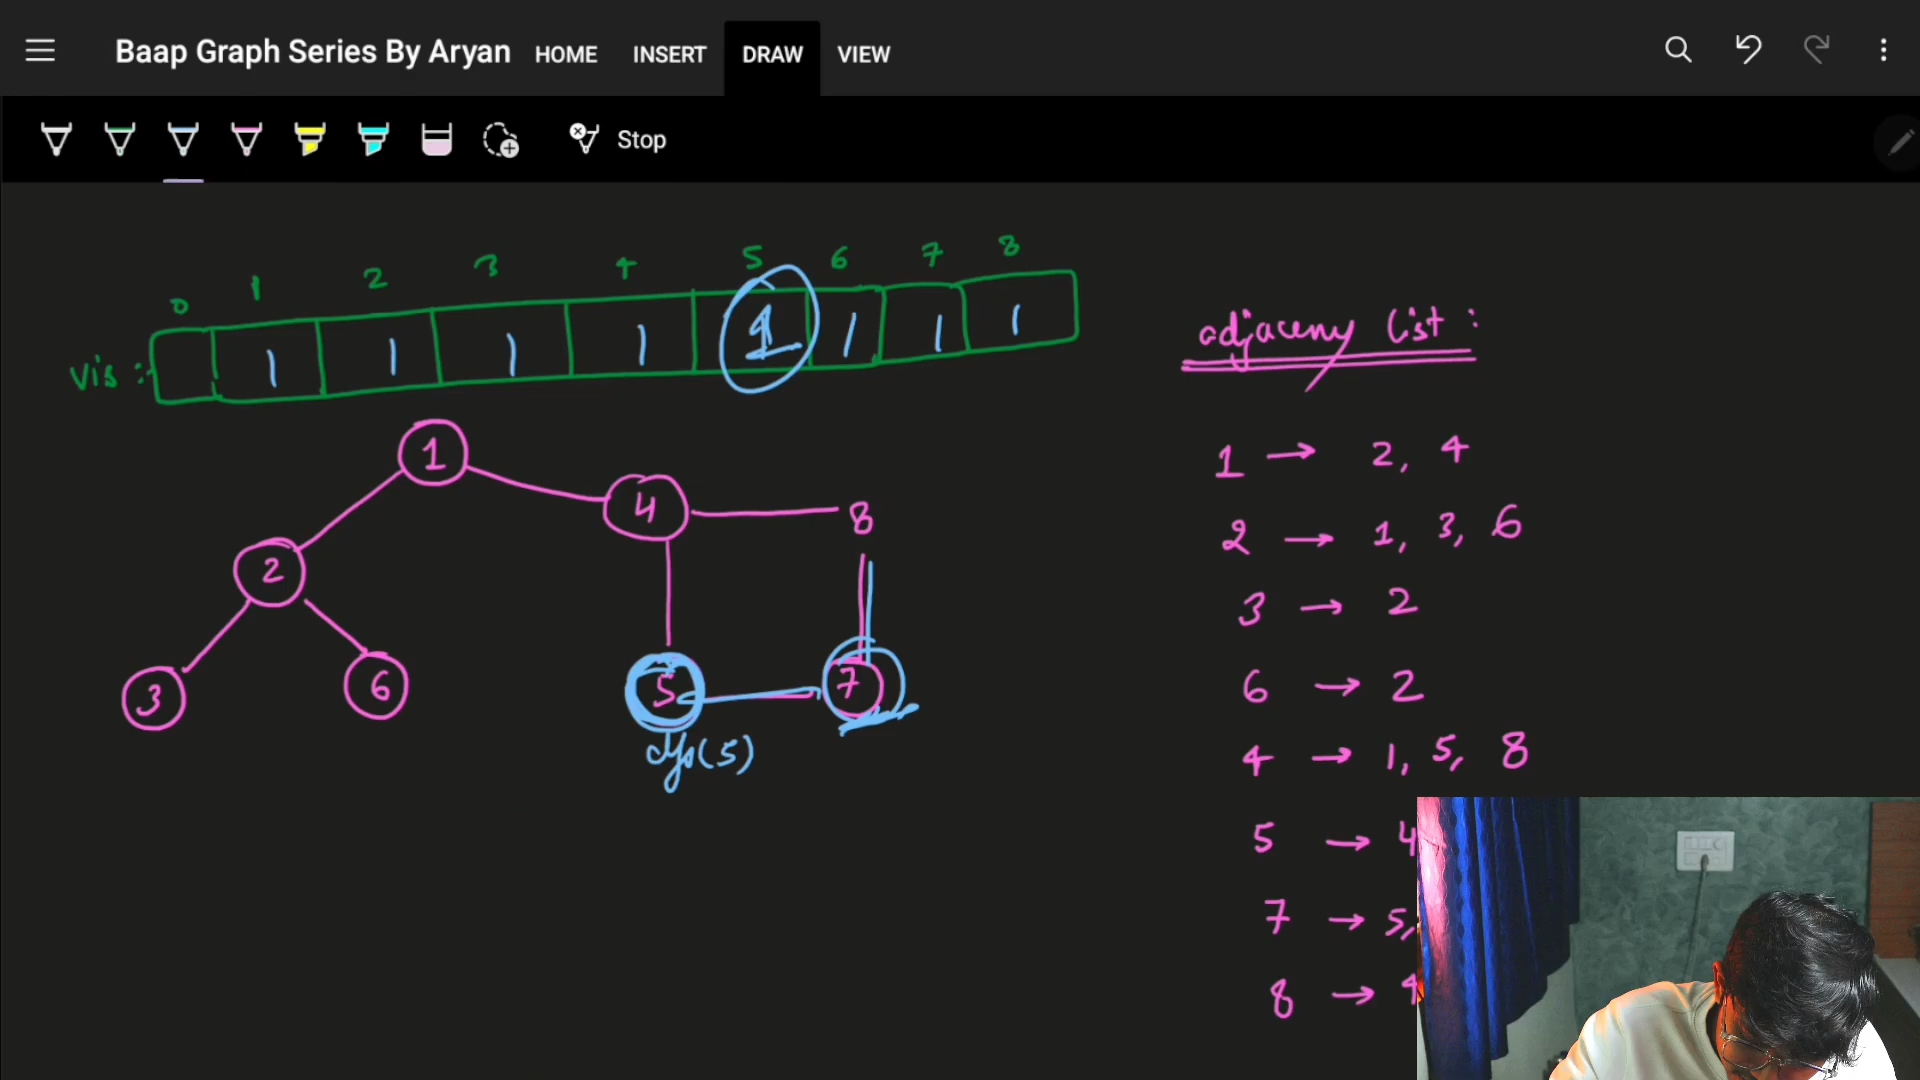 Baap Graph Series By Aryan HOME INSERT DRAW VIEW
Stop
0 1 2 3 4 5 6 7 8
vis :- 1 1 1 1 1 1 1 1
adjaceny list :
1 → 2, 4
2 → 1, 3, 6
3 → 2
6 → 2
4 → 1, 5, 8
5 → 4
7 → 5,
8 → 4
1
4 8
2
3 6 5 7
dfs(5)